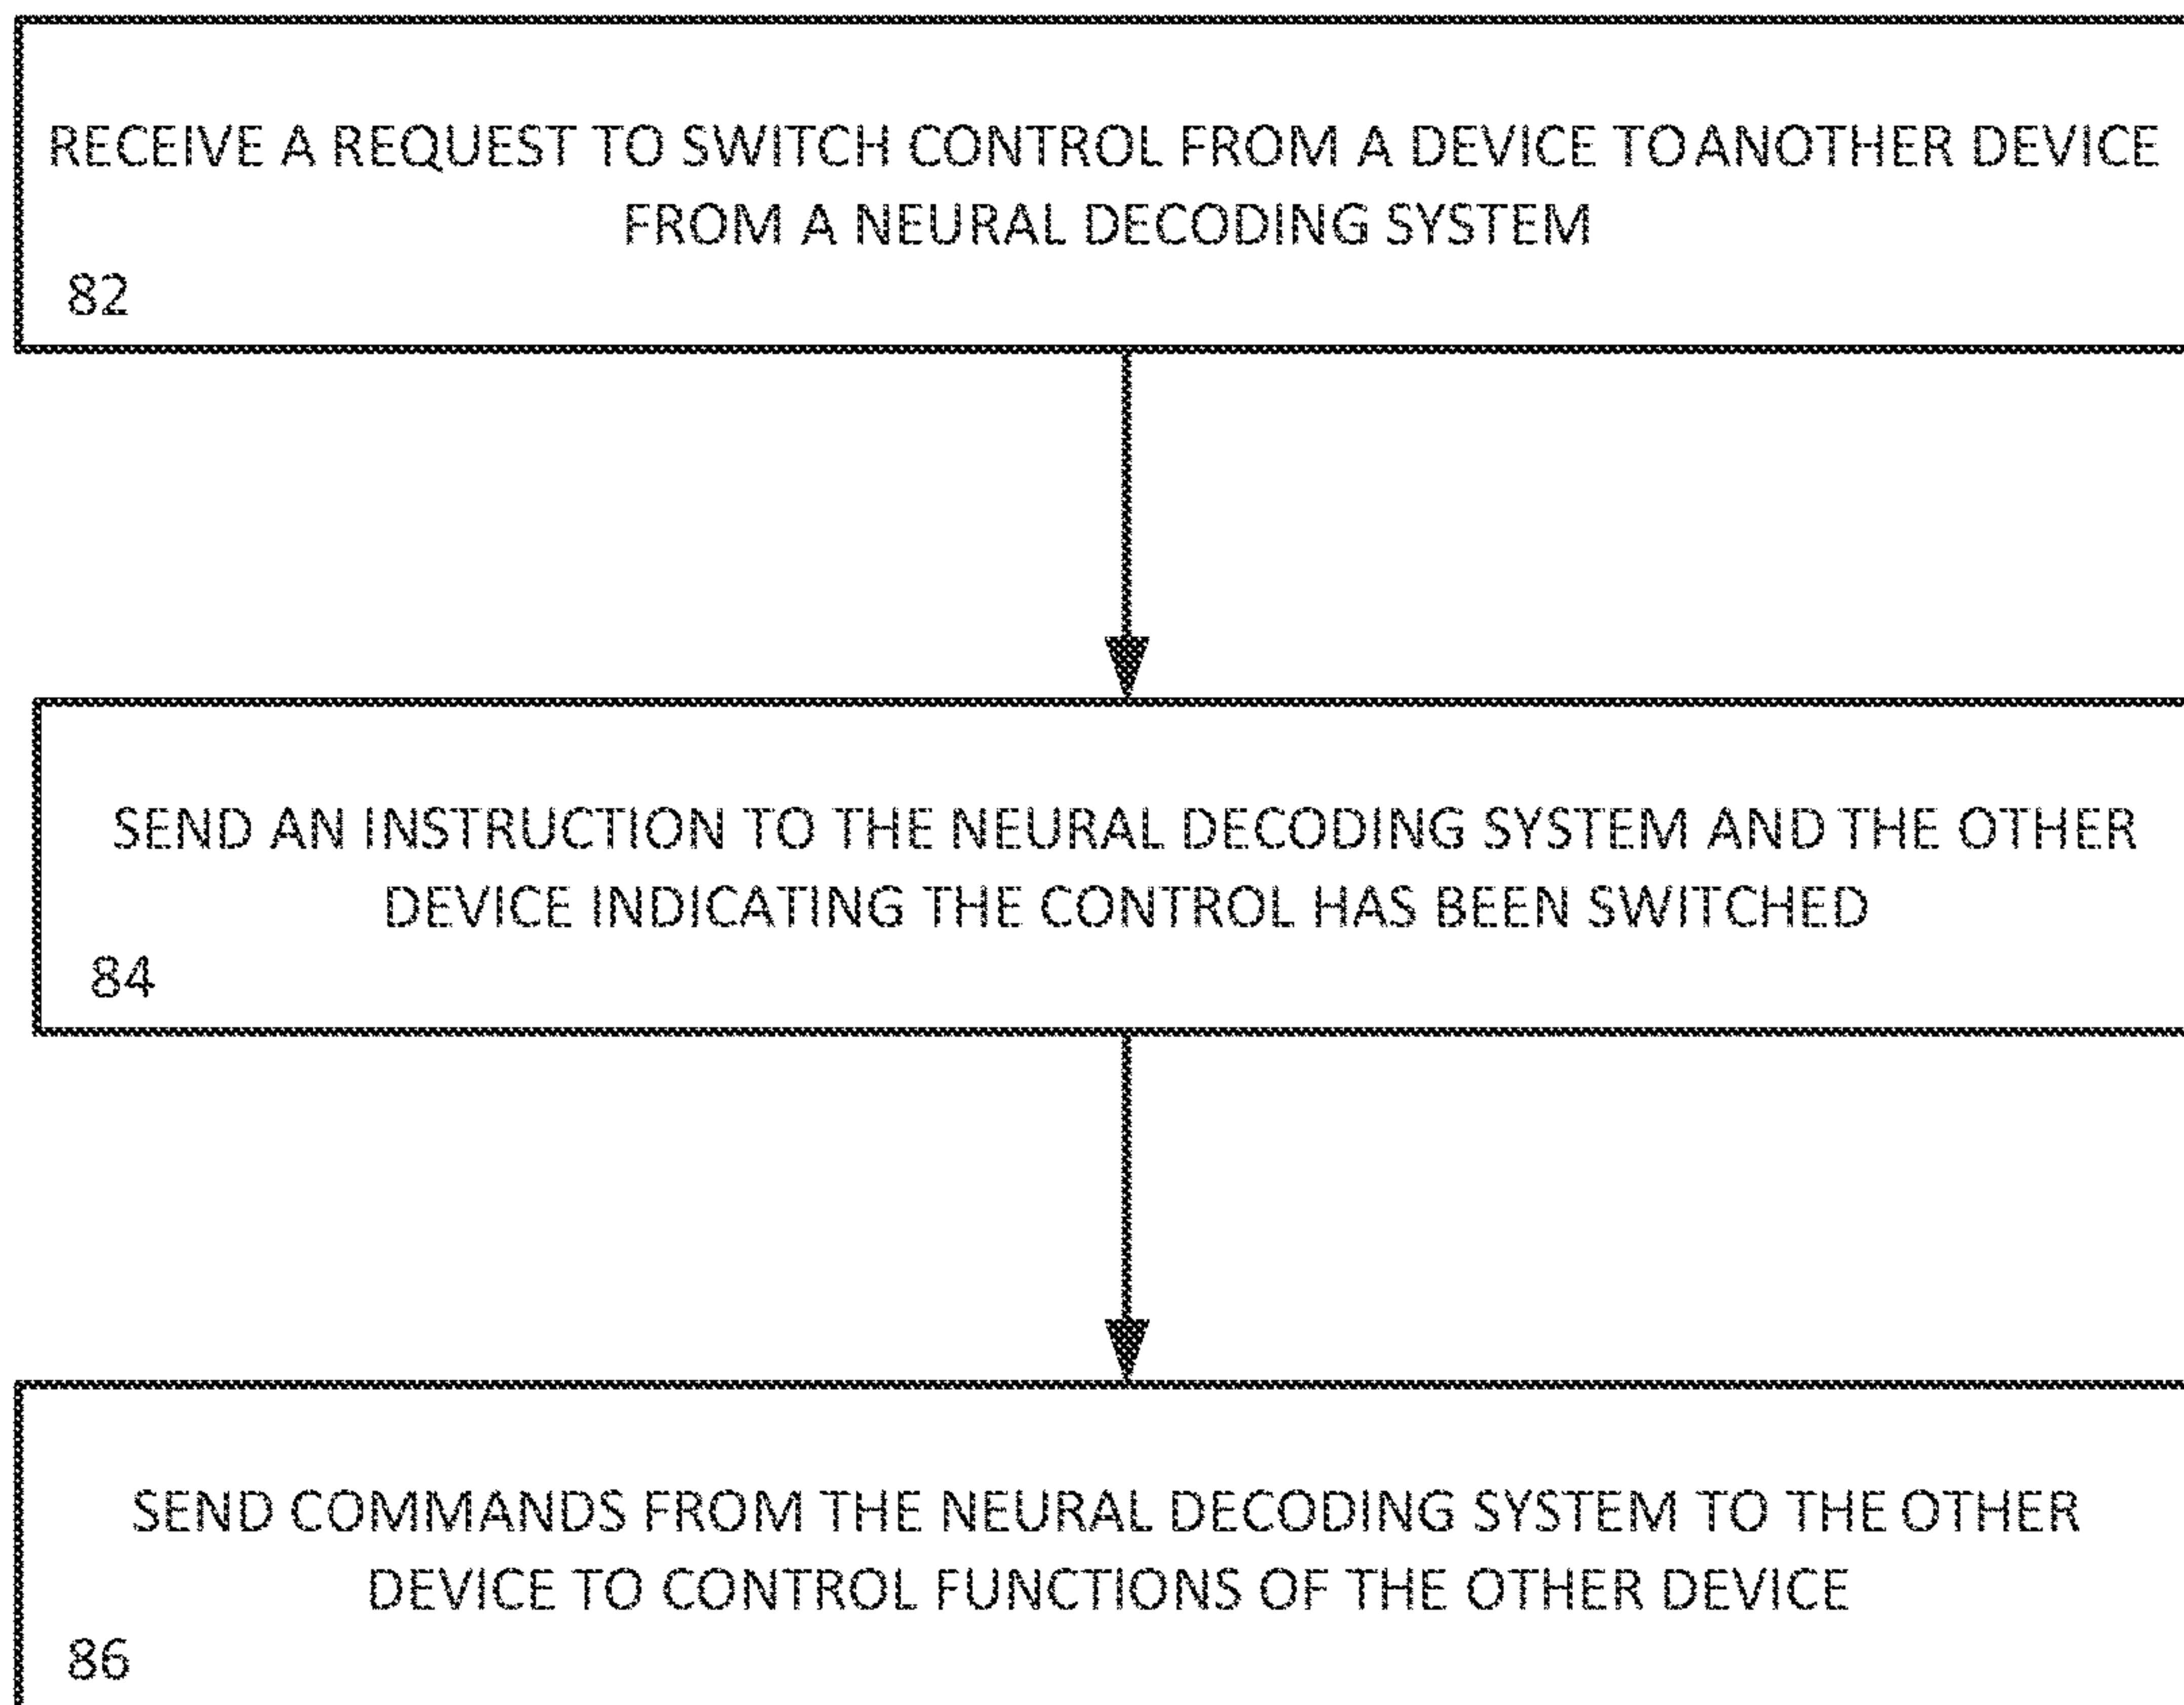 RECEIVE A REQUEST TO SWITCH CONTROL FROM A DEVICE TO ANOTHER DEVICE
FROM A NEURAL DECODING SYSTEM
82
SEND AN INSTRUCTION TO THE NEURAL DECODING SYSTEM AND THE OTHER
DEVICE INDICATING THE CONTROL HAS BEEN SWITCHED
84
SEND COMMANDS FROM THE NEURAL DECODING SYSTEM TO THE OTHER
DEVICE TO CONTROL FUNCTIONS OF THE OTHER DEVICE
86